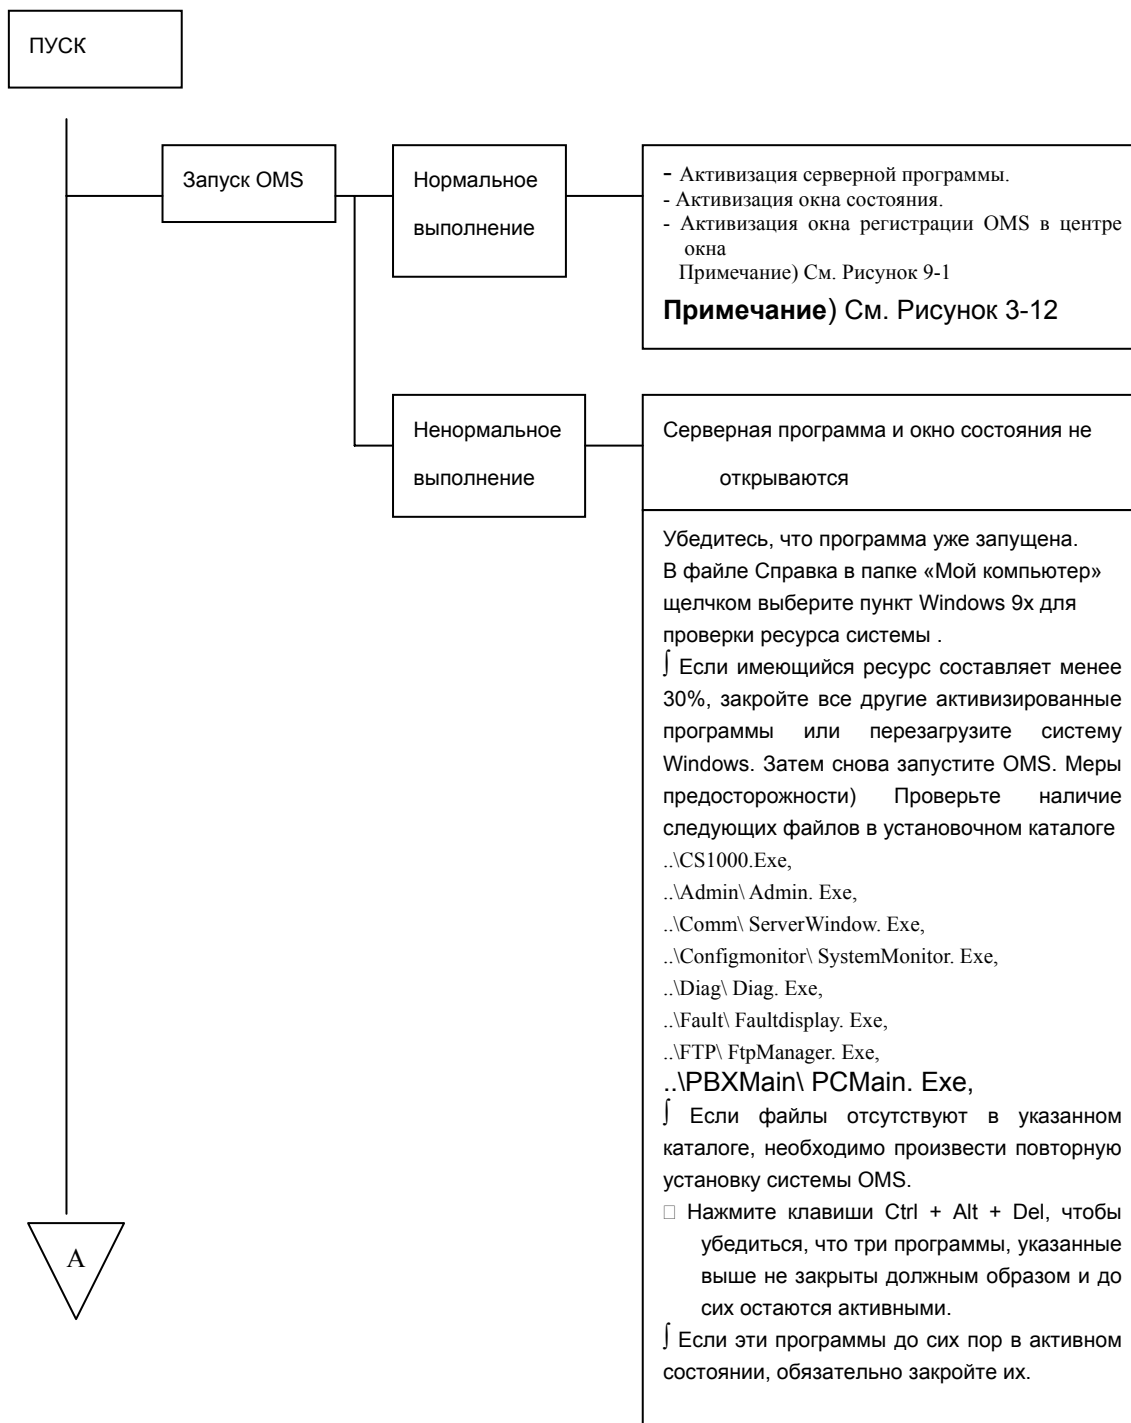 ПУСК
Запуск OMS
Нормальное
выполнение
- Активизация серверной программы.
- Активизация окна состояния.
- Активизация окна регистрации OMS в центре
окна
Примечание) См. Рисунок 9-1
Примечание) См. Рисунок 3-12
Ненормальное
выполнение
Серверная программа и окно состояния не
открываются
Убедитесь, что программа уже запущена.
В файле Справка в папке «Мой компьютер»
щелчком выберите пункт Windows 9x для
проверки ресурса системы .
⌠ Если имеющийся ресурс составляет менее
30%, закройте все другие активизированные
программы или перезагрузите систему
Windows. Затем снова запустите OMS. Меры
предосторожности) Проверьте наличие
следующих файлов в установочном каталоге
..\CS1000.Exe,
..\Admin\ Admin. Exe,
..\Comm\ ServerWindow. Exe,
..\Configmonitor\ SystemMonitor. Exe,
..\Diag\ Diag. Exe,
..\Fault\ Faultdisplay. Exe,
..\FTP\ FtpManager. Exe,
..\PBXMain\ PCMain. Exe,
⌠ Если файлы отсутствуют в указанном
каталоге, необходимо произвести повторную
установку системы OMS.
□ Нажмите клавиши Ctrl + Alt + Del, чтобы
убедиться, что три программы, указанные
выше не закрыты должным образом и до
сих остаются активными.
⌠ Если эти программы до сих пор в активном
состоянии, обязательно закройте их.
A